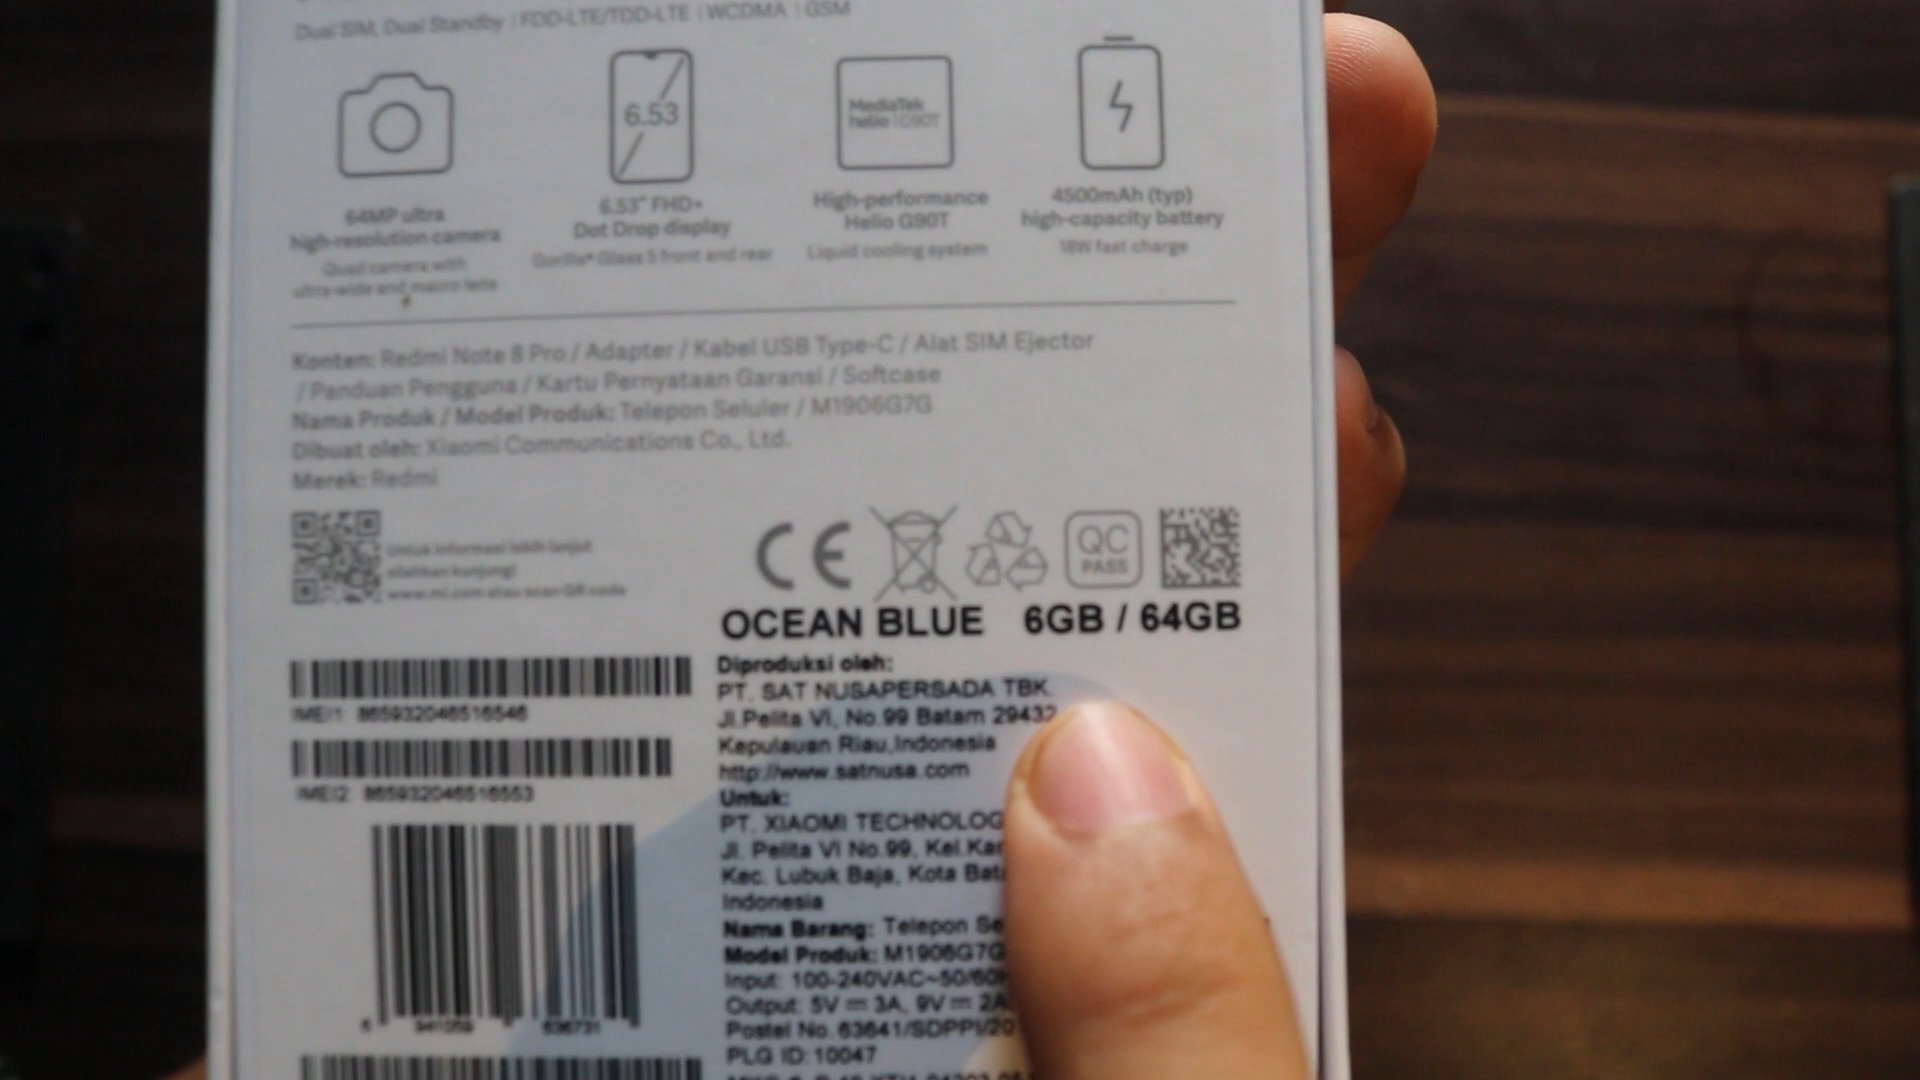 Dual SIM, Dual Standby | FDD-LTE/TDD-LTE | WCDMA | GSM
6.53
MediaTek
helio | G90T
64MP ultra
high-resolution camera
Quad camera with
ultra-wide and macro lens
6.53" FHD+
Dot Drop display
Gorilla® Glass 5 front and rear
High-performance
Helio G90T
Liquid cooling system
4500mAh (typ)
high-capacity battery
18W fast charge
Konten: Redmi Note 8 Pro / Adapter / Kabel USB Type-C / Alat SIM Ejector
/ Panduan Pengguna / Kartu Pernyataan Garansi / Softcase
Nama Produk / Model Produk: Telepon Seluler / M1906G7G
Dibuat oleh: Xiaomi Communications Co., Ltd.
Merek: Redmi
Untuk informasi lebih lanjut
silahkan kunjungi
www.mi.com atau scan QR code
CE
QC
PASS
OCEAN BLUE 6GB / 64GB
IMEI1: 865932046516546
IMEI2: 865932046516553
6 941059 636731
Diproduksi oleh:
PT. SAT NUSAPERSADA TBK.
Jl.Pelita VI, No.99 Batam 29432
Kepulauan Riau,Indonesia
http://www.satnusa.com
Untuk:
PT. XIAOMI TECHNOLOG
Jl. Pelita VI No.99, Kel.Kam
Kec. Lubuk Baja, Kota Bat
Indonesia
Nama Barang: Telepon Se
Model Produk: M1906G7G
Input: 100-240VAC~50/60
Output: 5V⎓3A, 9V⎓2A
Postel No. 63641/SDPPI/20
PLG ID:10047